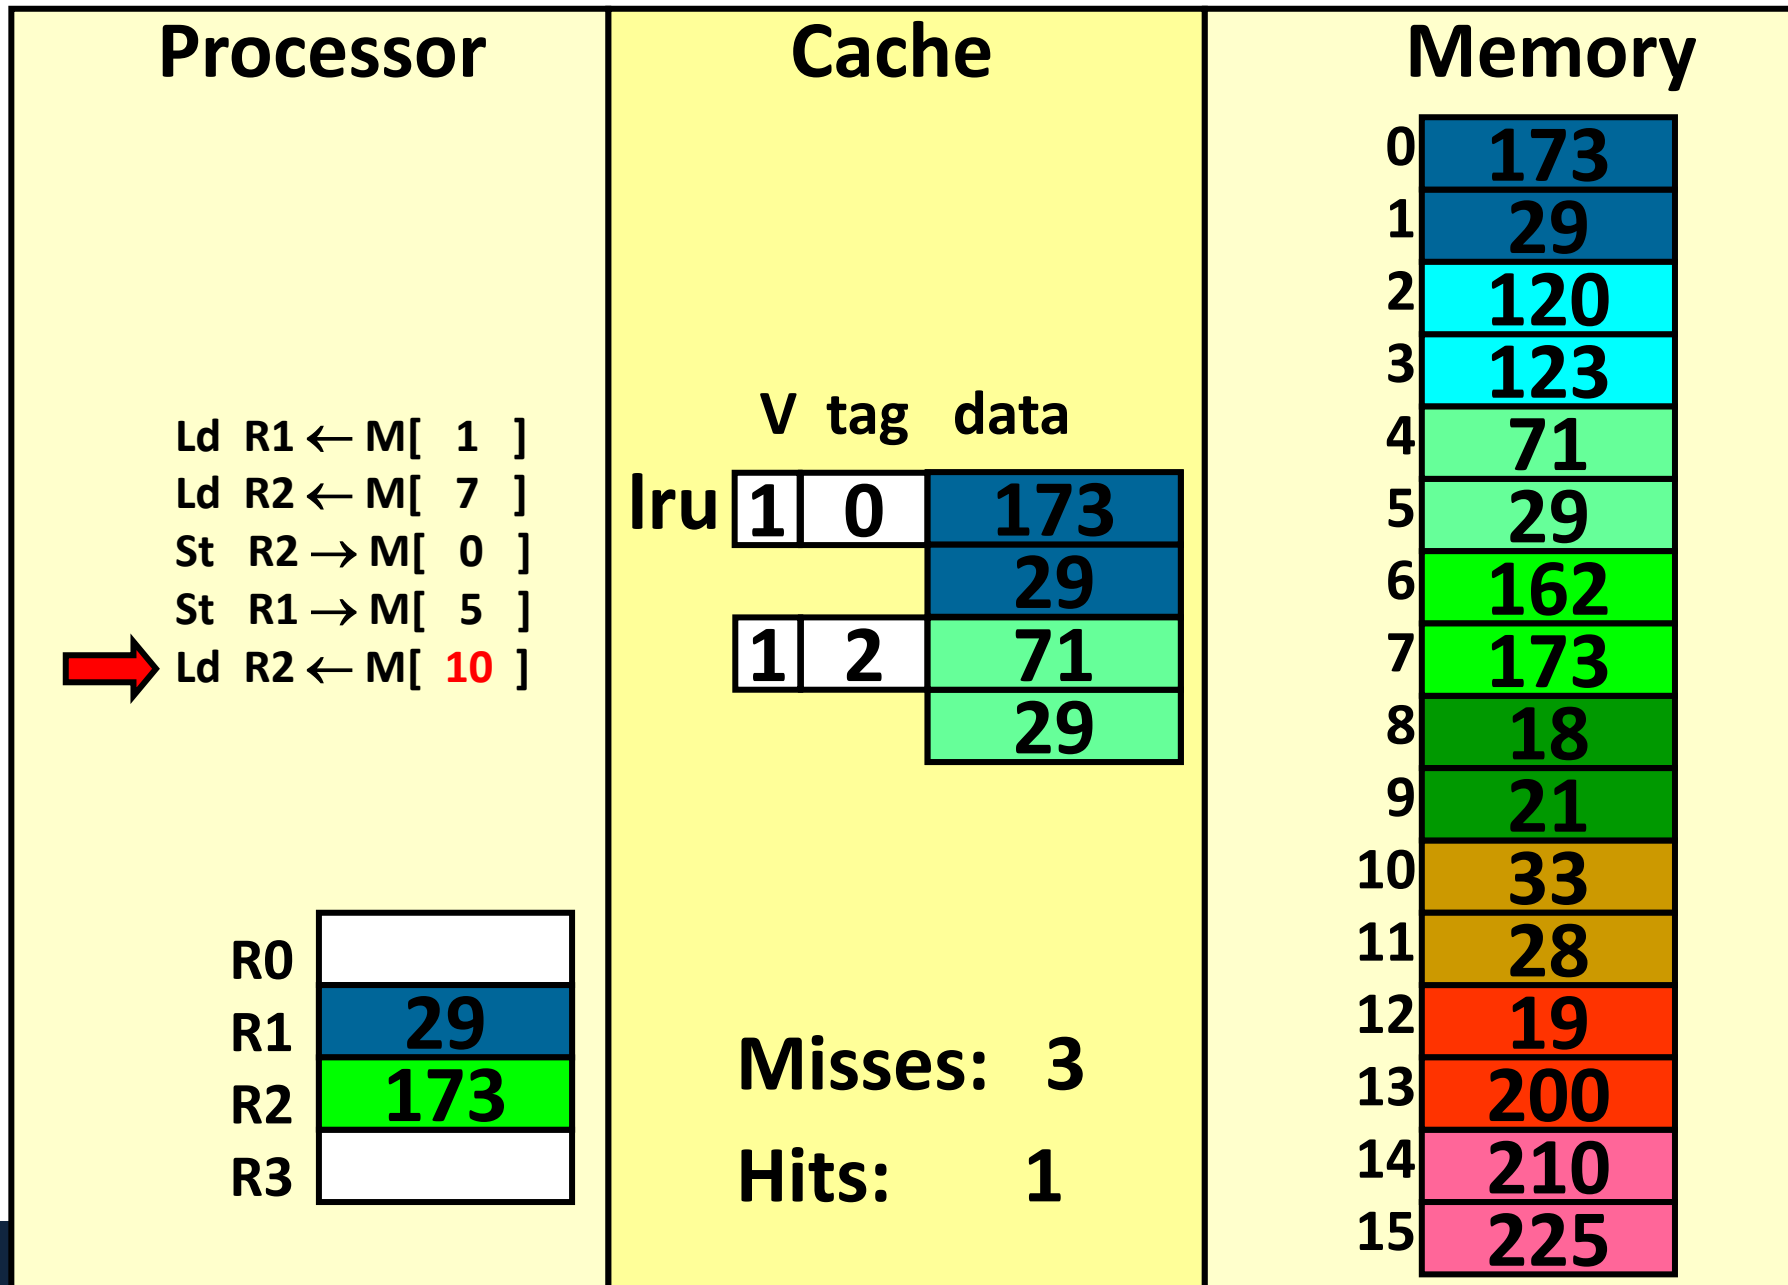 Processor
Ld R1 ← M[ 1 ]
Ld R2 ← M[ 7 ]
St R2 → M[ 0 ]
St R1 → M[ 5 ]
Ld R2 ← M[ 10 ]
R0
R1 29
R2 173
R3
Cache
V tag data
lru 1 0 173
29
1 2 71
29
Misses: 3
Hits: 1
Memory
0 173
1 29
2 120
3 123
4 71
5 29
6 162
7 173
8 18
9 21
10 33
11 28
12 19
13 200
14 210
15 225